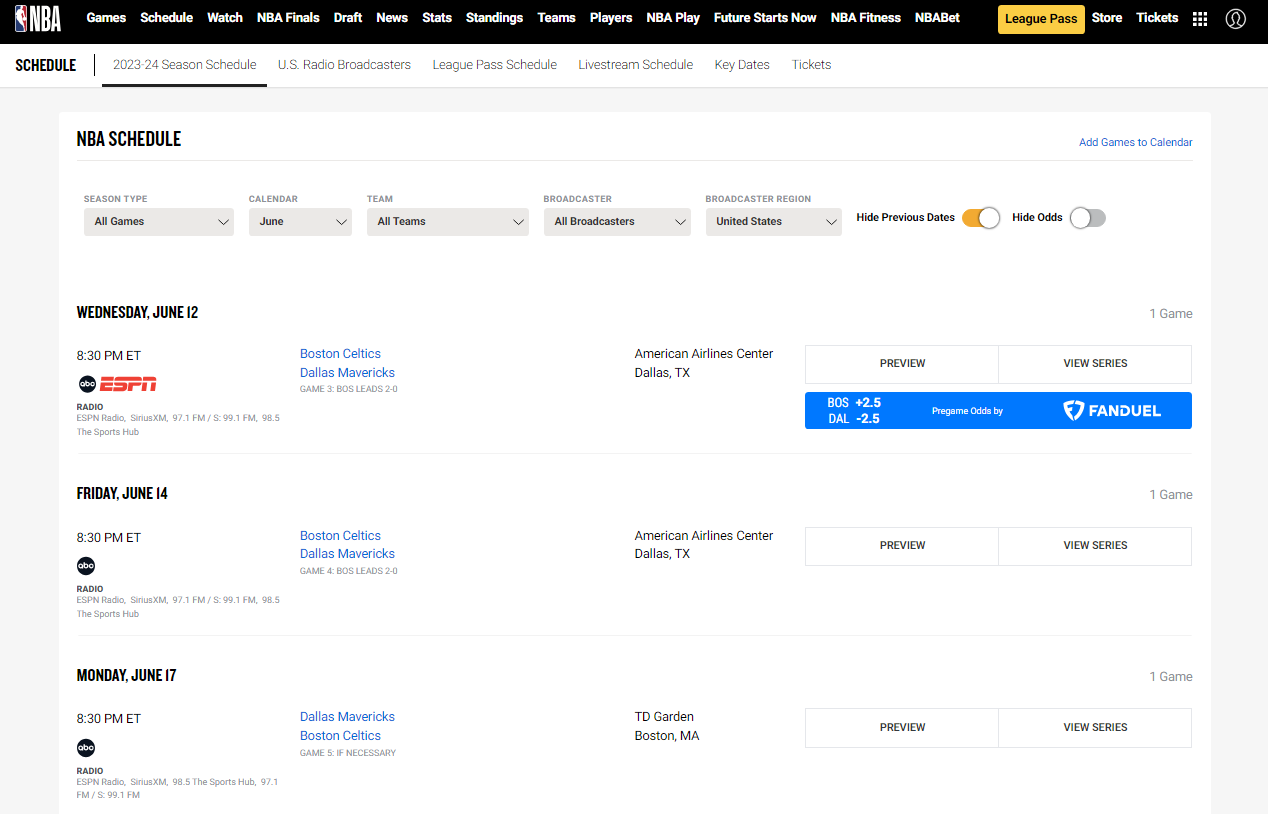 NBA Games Schedule Watch NBA Finals Draft News Stats Standings Teams Players NBA Play Future Starts Now NBA Fitness NBABet League Pass Store Tickets
SCHEDULE 2023-24 Season Schedule U.S. Radio Broadcasters League Pass Schedule Livestream Schedule Key Dates Tickets
NBA SCHEDULE
Add Games to Calendar
SEASON TYPE CALENDAR TEAM BROADCASTER BROADCASTER REGION
All Games June All Teams All Broadcasters United States Hide Previous Dates Hide Odds
WEDNESDAY, JUNE 12 1 Game
8:30 PM ET Boston Celtics American Airlines Center PREVIEW VIEW SERIES
Dallas Mavericks Dallas, TX
abc ESPN GAME 3: BOS LEADS 2-0
RADIO BOS +2.5 Pregame Odds by FANDUEL
ESPN Radio, SiriusXM, 97.1 FM / S: 99.1 FM, 98.5 DAL -2.5
The Sports Hub
FRIDAY, JUNE 14 1 Game
8:30 PM ET Boston Celtics American Airlines Center PREVIEW VIEW SERIES
Dallas Mavericks Dallas, TX
abc GAME 4: BOS LEADS 2-0
RADIO
ESPN Radio, SiriusXM, 97.1 FM / S: 99.1 FM, 98.5
The Sports Hub
MONDAY, JUNE 17 1 Game
8:30 PM ET Dallas Mavericks TD Garden PREVIEW VIEW SERIES
Boston Celtics Boston, MA
abc GAME 5: IF NECESSARY
RADIO
ESPN Radio, SiriusXM, 98.5 The Sports Hub, 97.1
FM / S: 99.1 FM